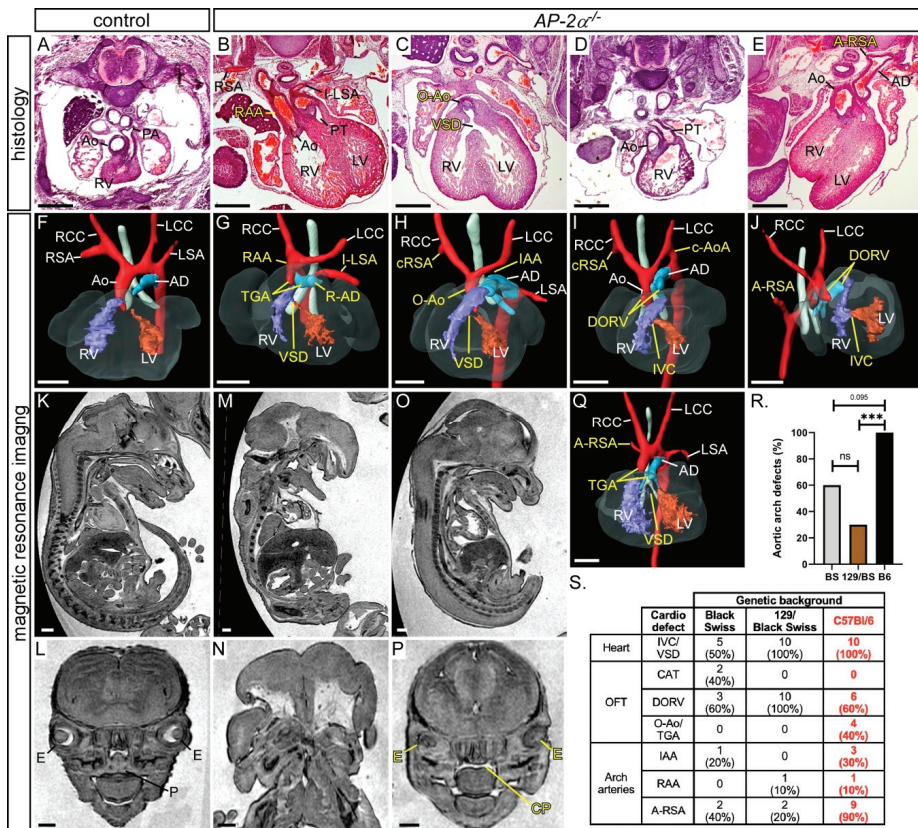 control
AP-2α-/-
histology
A
Ao
PA
RV
B
RSA
I-LSA
RAA
PT
Ao
RV
LV
C
O-Ao
VSD
RV
LV
D
PT
Ao
RV
E
A-RSA
Ao
AD
RV
LV
magnetic resonance imagng
F
LCC
RCC
RSA
LSA
Ao
AD
RV
LV
G
LCC
RCC
RAA
I-LSA
TGA
R-AD
RV
LV
VSD
H
LCC
RCC
cRSA
IAA
AD
O-Ao
LSA
RV
LV
VSD
I
LCC
RCC
c-AoA
cRSA
Ao
AD
DORV
RV
LV
IVC
J
LCC
RCC
DORV
A-RSA
RV
LV
IVC
K
M
O
Q
LCC
RCC
A-RSA
LSA
AD
TGA
RV
LV
VSD
R.
0.095
***
ns
Aortic arch defects (%)
100
80
60
40
20
0
BS 129/BS B6
L
E
E
P
N
P
E
E
CP
S.
Genetic background
Cardio defect Black Swiss 129/ Black Swiss C57Bl/6
Heart IVC/ VSD 5 (50%) 10 (100%) 10 (100%)
OFT CAT 2 (40%) 0 0
DORV 3 (60%) 10 (100%) 6 (60%)
O-Ao/ TGA 0 0 4 (40%)
Arch arteries IAA 1 (20%) 0 3 (30%)
RAA 0 1 (10%) 1 (10%)
A-RSA 2 (40%) 2 (20%) 9 (90%)